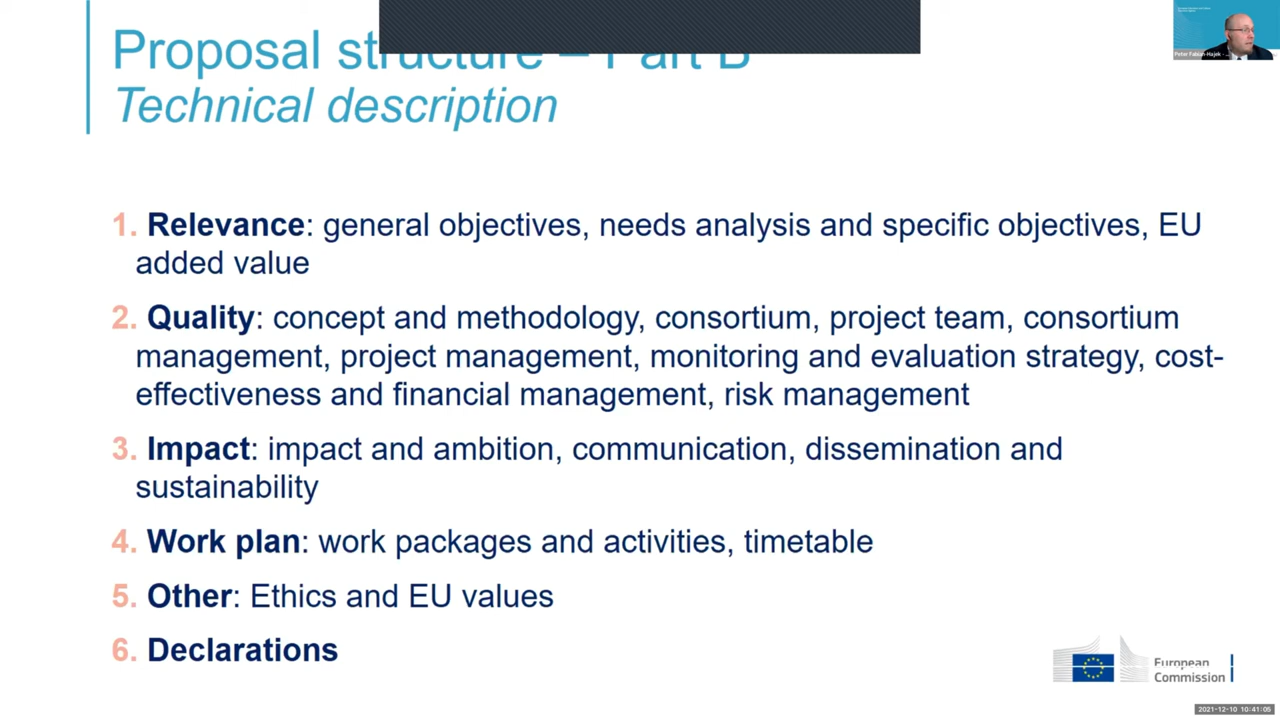 Proposal structure – Part B
Technical description
1. Relevance: general objectives, needs analysis and specific objectives, EU
added value
2. Quality: concept and methodology, consortium, project team, consortium
management, project management, monitoring and evaluation strategy, cost-
effectiveness and financial management, risk management
3. Impact: impact and ambition, communication, dissemination and
sustainability
4. Work plan: work packages and activities, timetable
5. Other: Ethics and EU values
6. Declarations
European
Commission
2021-12-10 10:41:05